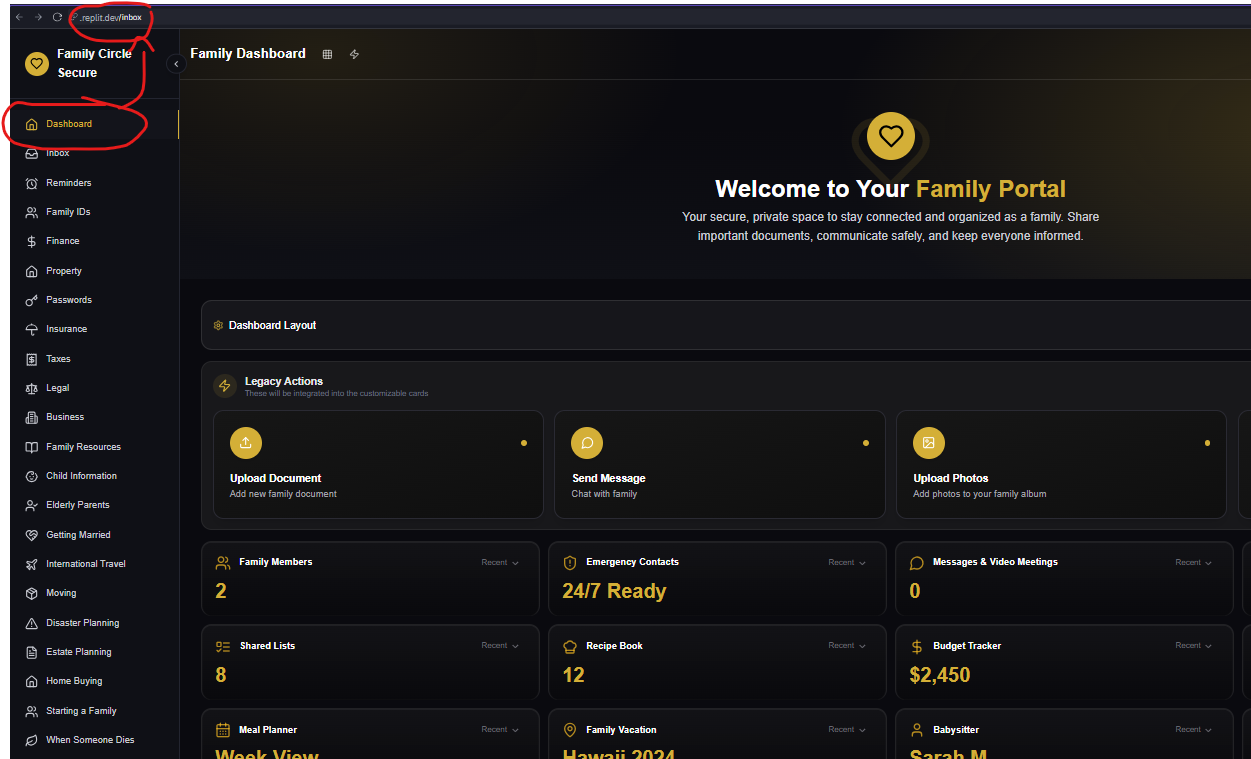 .replit.dev/inbox
Family Circle
Secure
Family Dashboard
Dashboard
Inbox
Reminders
Family IDs
Finance
Property
Passwords
Insurance
Taxes
Legal
Business
Family Resources
Child Information
Elderly Parents
Getting Married
International Travel
Moving
Disaster Planning
Estate Planning
Home Buying
Starting a Family
When Someone Dies
Welcome to Your Family Portal
Your secure, private space to stay connected and organized as a family. Share
important documents, communicate safely, and keep everyone informed.
Dashboard Layout
Legacy Actions
These will be integrated into the customizable cards
Upload Document
Add new family document
Send Message
Chat with family
Upload Photos
Add photos to your family album
Family Members Recent
2
Emergency Contacts Recent
24/7 Ready
Messages & Video Meetings Recent
0
Shared Lists Recent
8
Recipe Book Recent
12
Budget Tracker Recent
$2,450
Meal Planner Recent
Week View
Family Vacation Recent
Hawaii 2024
Babysitter Recent
Sarah M